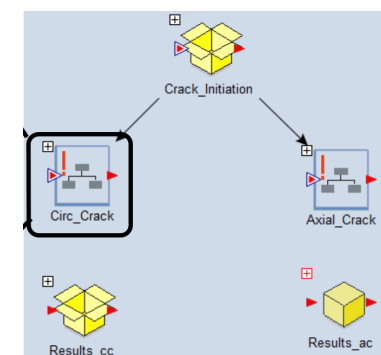 Crack_Initiation
Circ_Crack
Axial_Crack
Results_cc
Results_ac